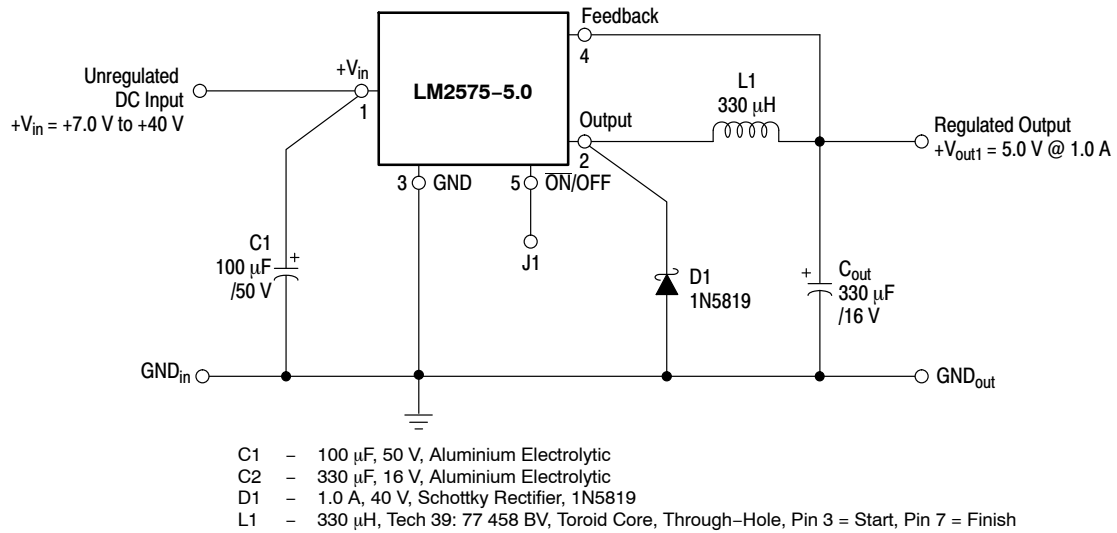 Feedback
4
Unregulated
DC Input
+Vin = +7.0 V to +40 V
+Vin
1
LM2575−5.0
L1
330 μH
Output
2
Regulated Output
+Vout1 = 5.0 V @ 1.0 A
3
GND
5
ON/OFF
J1
C1
100 μF
/50 V
+
D1
1N5819
+
Cout
330 μF
/16 V
GNDin
GNDout
C1 – 100 μF, 50 V, Aluminium Electrolytic
C2 – 330 μF, 16 V, Aluminium Electrolytic
D1 – 1.0 A, 40 V, Schottky Rectifier, 1N5819
L1 – 330 μH, Tech 39: 77 458 BV, Toroid Core, Through−Hole, Pin 3 = Start, Pin 7 = Finish